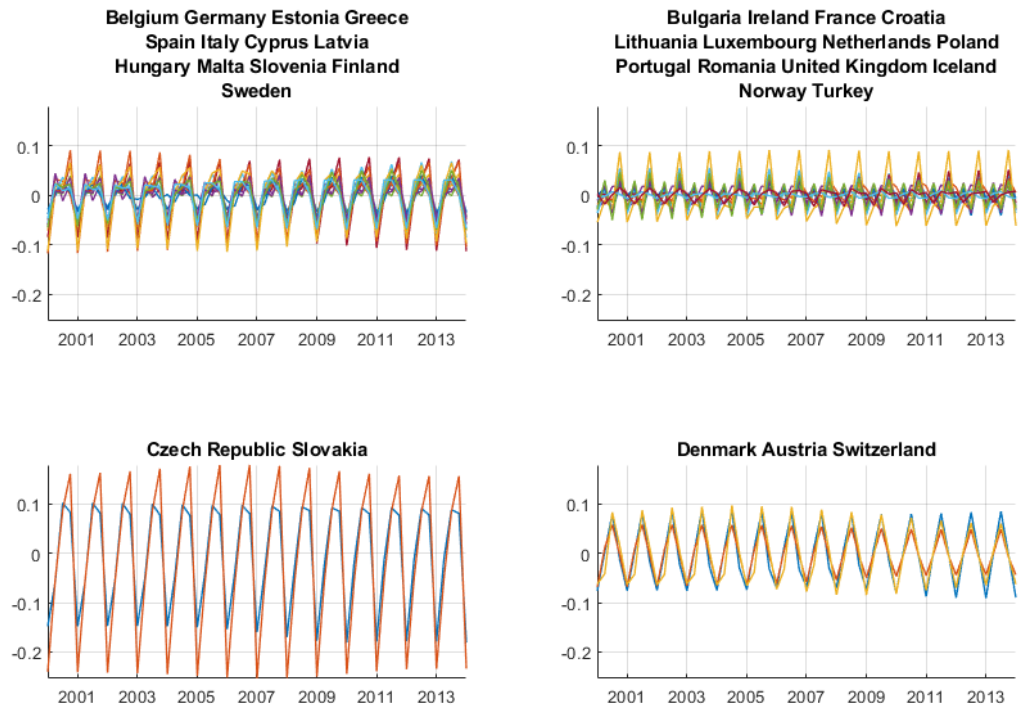 Belgium Germany Estonia Greece
Spain Italy Cyprus Latvia
Hungary Malta Slovenia Finland
Sweden
0.1
0
-0.1
-0.2
2001 2003 2005 2007 2009 2011 2013
Bulgaria Ireland France Croatia
Lithuania Luxembourg Netherlands Poland
Portugal Romania United Kingdom Iceland
Norway Turkey
0.1
0
-0.1
-0.2
2001 2003 2005 2007 2009 2011 2013
Czech Republic Slovakia
0.1
0
-0.1
-0.2
2001 2003 2005 2007 2009 2011 2013
Denmark Austria Switzerland
0.1
0
-0.1
-0.2
2001 2003 2005 2007 2009 2011 2013